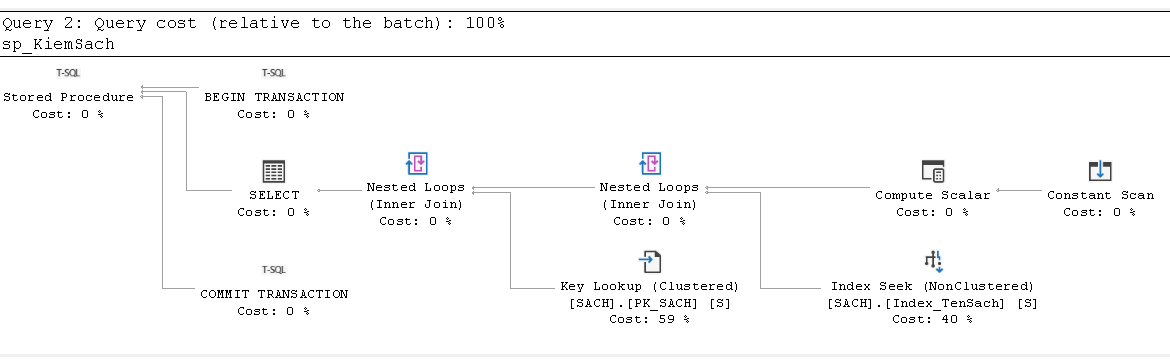 Query 2: Query cost (relative to the batch): 100%
sp_KiemSach
T-SQL
Stored Procedure
Cost: 0 %
T-SQL
BEGIN TRANSACTION
Cost: 0 %
SELECT
Cost: 0 %
Nested Loops
(Inner Join)
Cost: 0 %
Nested Loops
(Inner Join)
Cost: 0 %
Compute Scalar
Cost: 0 %
Constant Scan
Cost: 0 %
Key Lookup (Clustered)
[SACH].[PK_SACH] [S]
Cost: 59 %
Index Seek (NonClustered)
[SACH].[Index_TenSach] [S]
Cost: 40 %
T-SQL
COMMIT TRANSACTION
Cost: 0 %